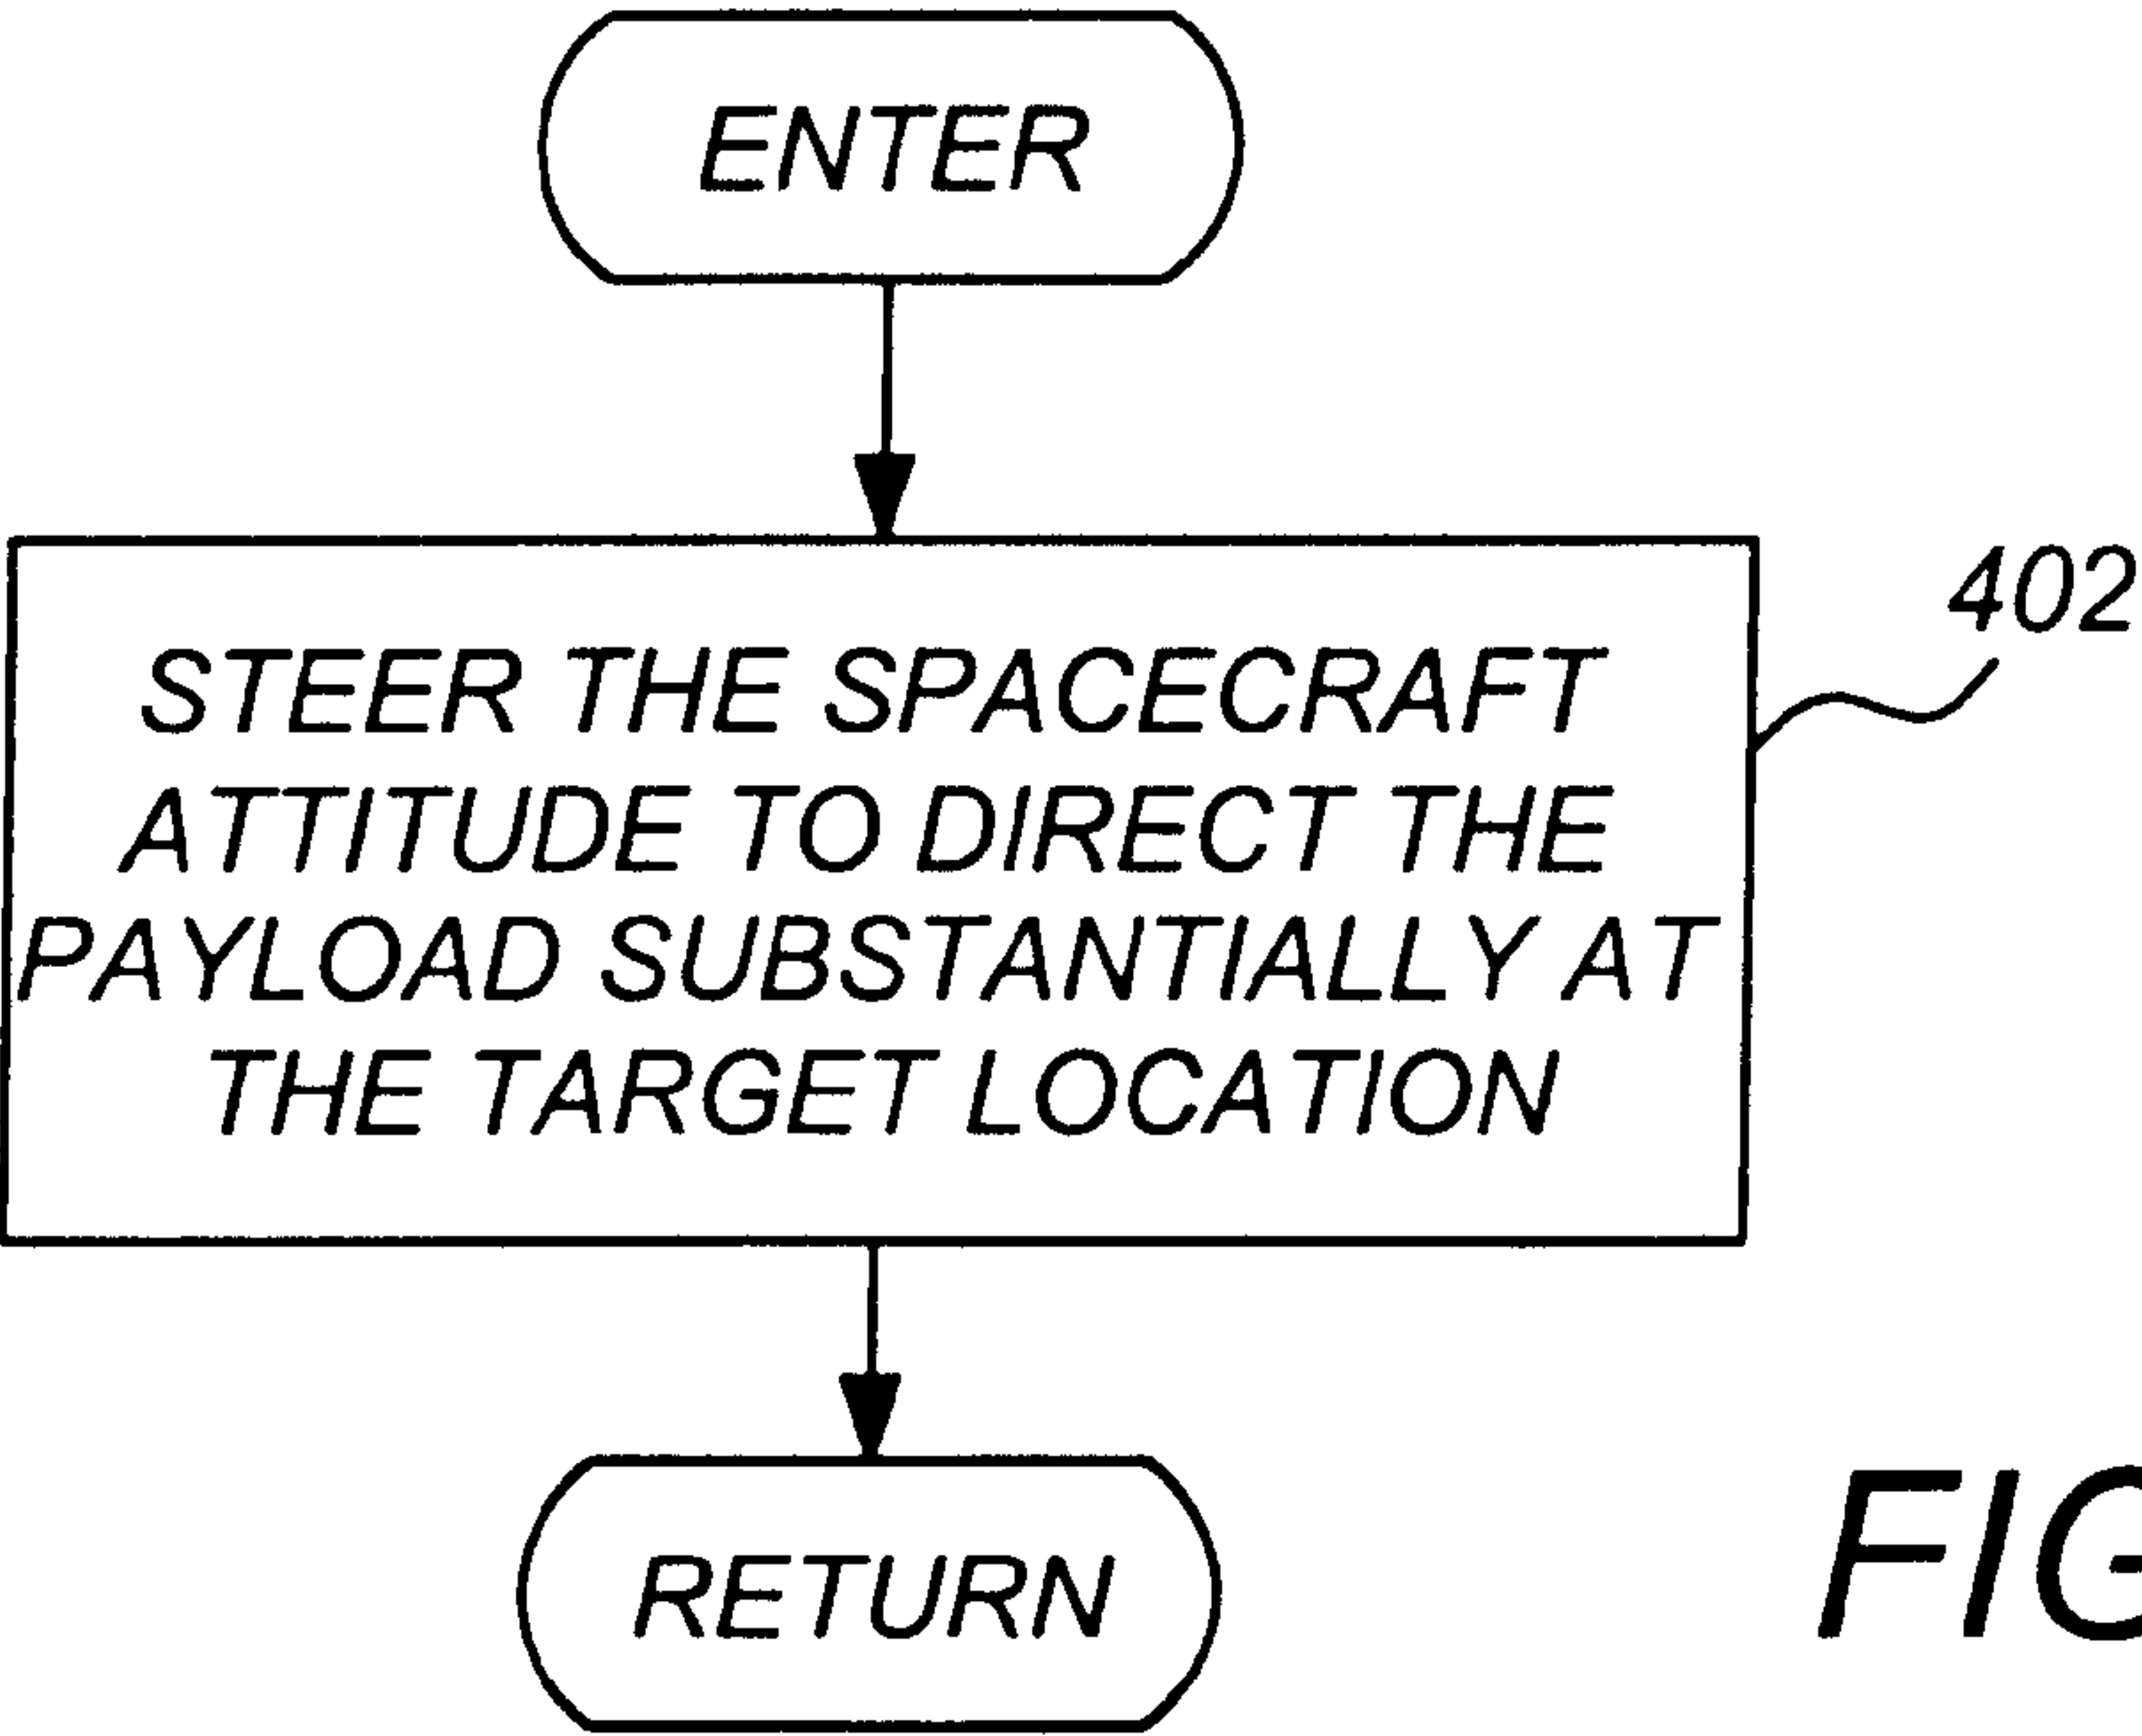 ENTER
402
STEER THE SPACECRAFT
ATTITUDE TO DIRECT THE
PAYLOAD SUBSTANTIALLY AT
THE TARGET LOCATION
RETURN
FIG